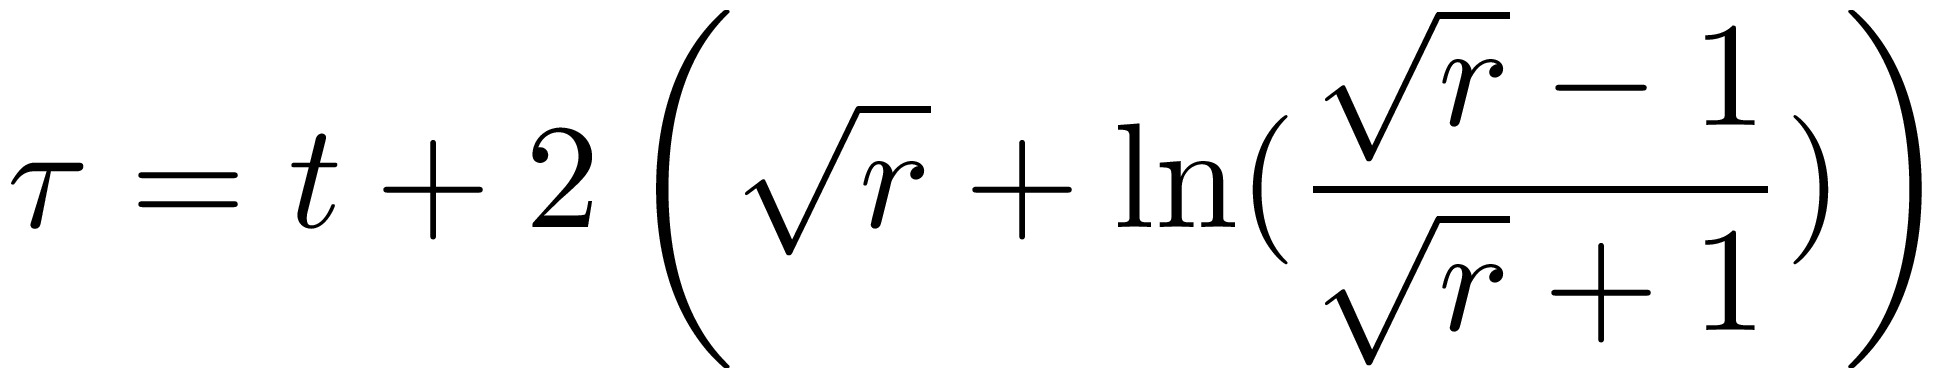 τ = t + 2 ( √r + ln( (√r − 1)/(√r + 1) ) )